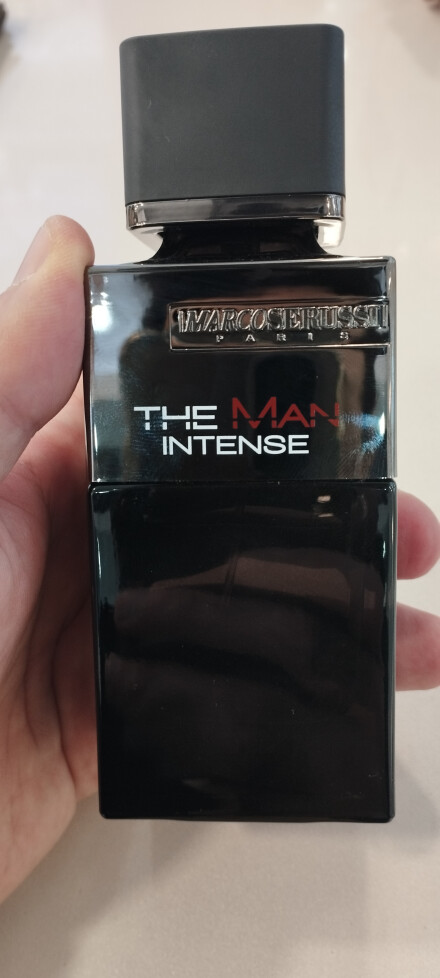 MARCOSERUSSI
PARIS
THE MAN
INTENSE